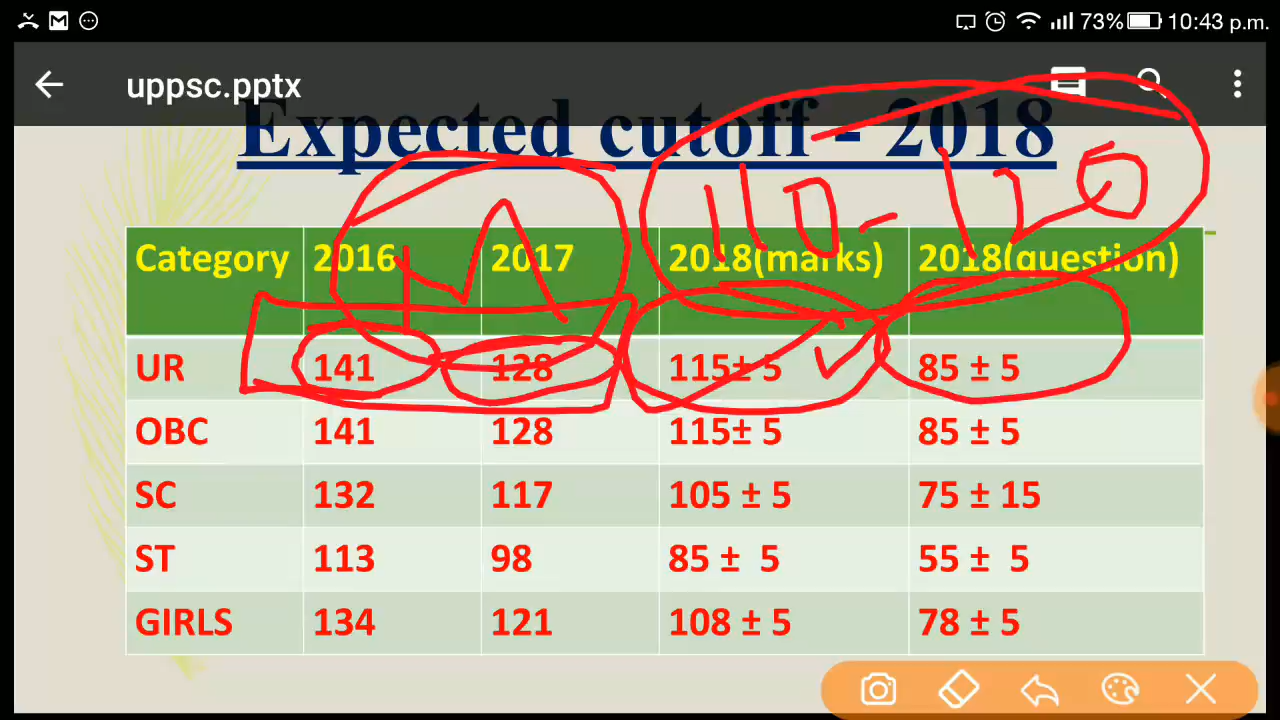 73% 10:43 p.m.
uppsc.pptx
Expected cutoff - 2018
110-120
Category 2016 2017 2018(marks) 2018(question)
UR 141 128 115± 5 85 ± 5
OBC 141 128 115± 5 85 ± 5
SC 132 117 105 ± 5 75 ± 15
ST 113 98 85 ± 5 55 ± 5
GIRLS 134 121 108 ± 5 78 ± 5